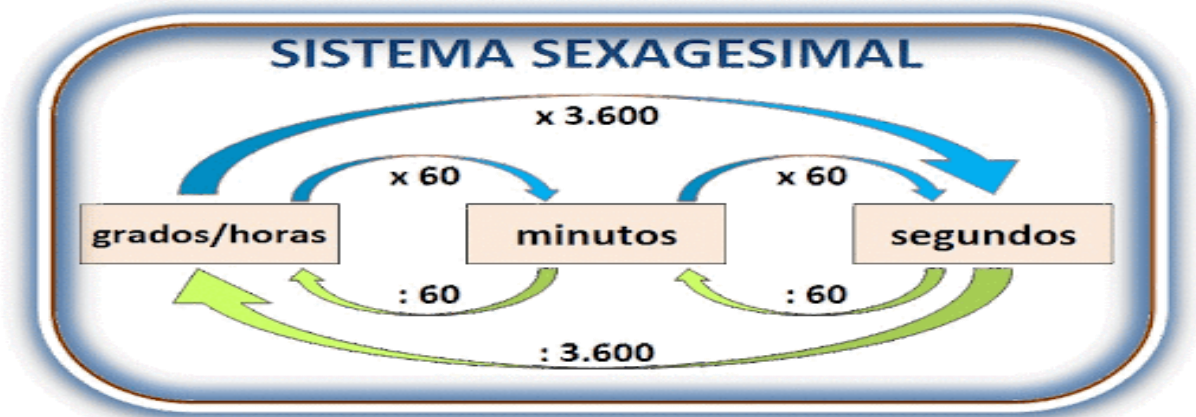 SISTEMA SEXAGESIMAL
x 3.600
x 60
x 60
grados/horas
minutos
segundos
: 60
: 60
: 3.600